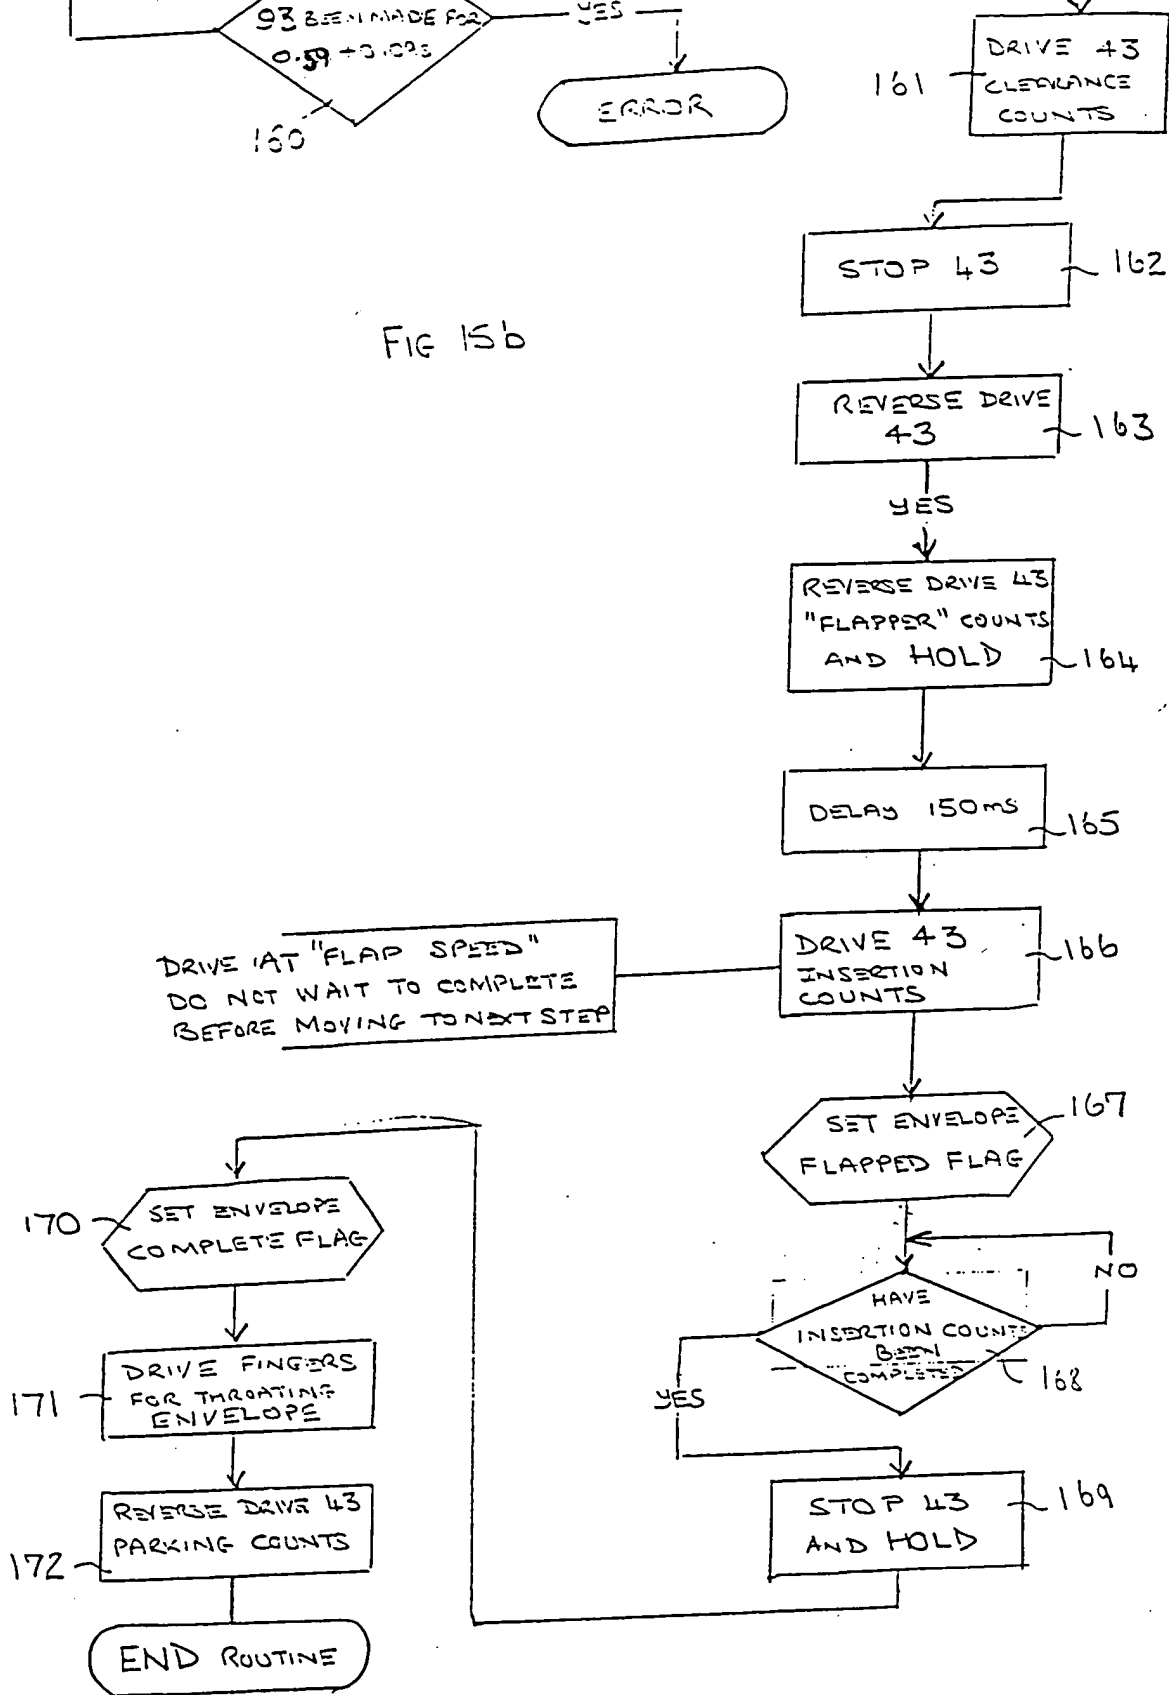 93 BEEN MADE FOR
YES
160
ERROR
161
DRIVE 43
CLEARANCE
COUNTS
STOP 43
162
FIG 15b
REVERSE DRIVE
43
163
YES
REVERSE DRIVE 43
"FLAPPER" COUNTS
AND HOLD
164
DELAY 150ms
165
DRIVE 43
INSERTION
COUNTS
166
DRIVE AT "FLAP SPEED"
DO NOT WAIT TO COMPLETE
BEFORE MOVING TO NEXT STEP
SET ENVELOPE
FLAPPED FLAG
167
HAVE
INSERTION COUNTS
BEEN
COMPLETED
NO
168
YES
STOP 43
AND HOLD
169
170
SET ENVELOPE
COMPLETE FLAG
171
DRIVE FINGERS
FOR THROATING
ENVELOPE
172
REVERSE DRIVE 43
PARKING COUNTS
END ROUTINE